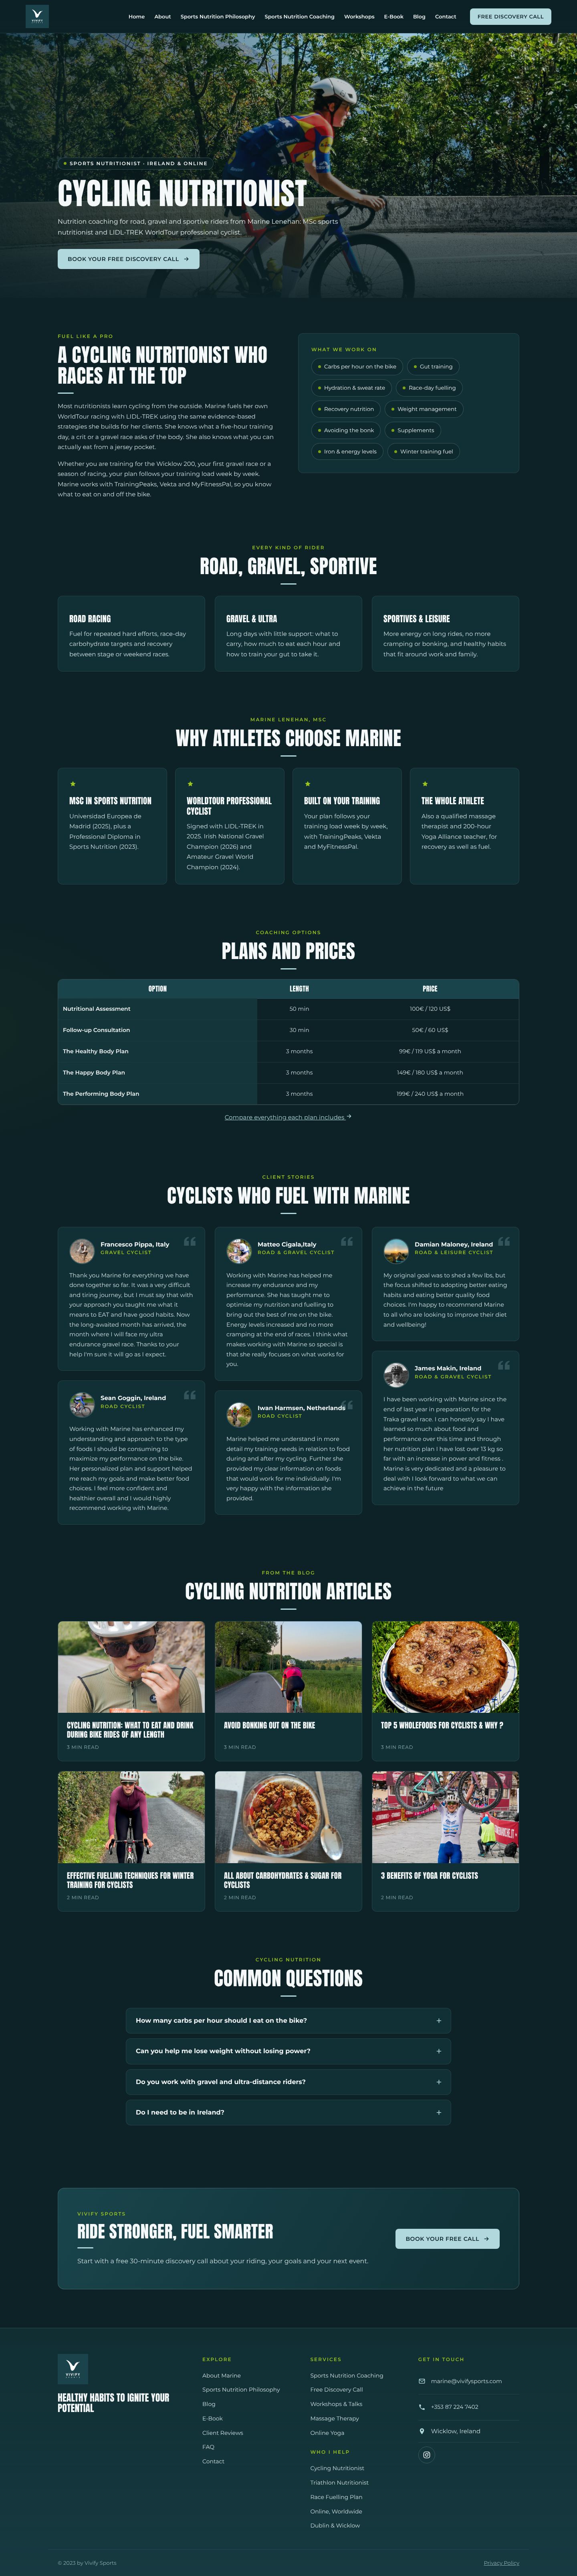 VIVIFY
Home About Sports Nutrition Philosophy Sports Nutrition Coaching Workshops E-Book Blog Contact FREE DISCOVERY CALL
SPORTS NUTRITIONIST · IRELAND & ONLINE
CYCLING NUTRITIONIST
Nutrition coaching for road, gravel and sportive riders from Marine Lenehan: MSc sports
nutritionist and LIDL-TREK WorldTour professional cyclist.
BOOK YOUR FREE DISCOVERY CALL →
FUEL LIKE A PRO
A CYCLING NUTRITIONIST WHO
RACES AT THE TOP
Most nutritionists learn cycling from the outside. Marine fuels her own
WorldTour racing with LIDL-TREK using the same evidence-based
strategies she builds for her clients. She knows what a five-hour training
day, a crit or a gravel race asks of the body. She also knows what you can
actually eat from a jersey pocket.
Whether you are training for the Wicklow 200, your first gravel race or a
season of racing, your plan follows your training load week by week.
Marine works with TrainingPeaks, Vekta and MyFitnessPal, so you know
what to eat on and off the bike.
WHAT WE WORK ON
Carbs per hour on the bike
Gut training
Hydration & sweat rate
Race-day fuelling
Recovery nutrition
Weight management
Avoiding the bonk
Supplements
Iron & energy levels
Winter training fuel
EVERY KIND OF RIDER
ROAD, GRAVEL, SPORTIVE
ROAD RACING
Fuel for repeated hard efforts, race-day
carbohydrate targets and recovery
between stage or weekend races.
GRAVEL & ULTRA
Long days with little support: what to
carry, how much to eat each hour and
how to train your gut to take it.
SPORTIVES & LEISURE
More energy on long rides, no more
cramping or bonking, and healthy habits
that fit around work and family.
MARINE LENEHAN, MSC
WHY ATHLETES CHOOSE MARINE
MSC IN SPORTS NUTRITION
Universidad Europea de
Madrid (2025), plus a
Professional Diploma in
Sports Nutrition (2023).
WORLDTOUR PROFESSIONAL
CYCLIST
Signed with LIDL-TREK in
2025. Irish National Gravel
Champion (2026) and
Amateur Gravel World
Champion (2024).
BUILT ON YOUR TRAINING
Your plan follows your
training load week by week,
with TrainingPeaks, Vekta
and MyFitnessPal.
THE WHOLE ATHLETE
Also a qualified massage
therapist and 200-hour
Yoga Alliance teacher, for
recovery as well as fuel.
COACHING OPTIONS
PLANS AND PRICES
OPTION LENGTH PRICE
Nutritional Assessment 50 min 100€ / 120 US$
Follow-up Consultation 30 min 50€ / 60 US$
The Healthy Body Plan 3 months 99€ / 119 US$ a month
The Happy Body Plan 3 months 149€ / 180 US$ a month
The Performing Body Plan 3 months 199€ / 240 US$ a month
Compare everything each plan includes →
CLIENT STORIES
CYCLISTS WHO FUEL WITH MARINE
Francesco Pippa, Italy
GRAVEL CYCLIST
Thank you Marine for everything we have
done together so far. It was a very difficult
and tiring journey, but I must say that with
your approach you taught me what it
means to EAT and have good habits. Now
the long-awaited month has arrived, the
month where I will face my ultra
endurance gravel race. Thanks to your
help I'm sure it will go as I expect.
Sean Goggin, Ireland
ROAD CYCLIST
Working with Marine has enhanced my
understanding and approach to the type
of foods I should be consuming to
maximize my performance on the bike.
Her personalized plan and support helped
me reach my goals and make better food
choices. I feel more confident and
healthier overall and I would highly
recommend working with Marine.
Matteo Cigala,Italy
ROAD & GRAVEL CYCLIST
Working with Marine has helped me
increase my endurance and my
performance. She has taught me to
optimise my nutrition and fuelling to
bring out the best of me on the bike.
Energy levels increased and no more
cramping at the end of races. I think what
makes working with Marine so special is
that she really focuses on what works for
you.
Iwan Harmsen, Netherlands
ROAD CYCLIST
Marine helped me understand in more
detail my training needs in relation to food
during and after my cycling. Further she
provided my clear information on foods
that would work for me individually. I'm
very happy with the information she
provided.
Damian Maloney, Ireland
ROAD & LEISURE CYCLIST
My original goal was to shed a few lbs, but
the focus shifted to adopting better eating
habits and eating better quality food
choices. I'm happy to recommend Marine
to all who are looking to improve their diet
and wellbeing!
James Makin, Ireland
ROAD & GRAVEL CYCLIST
I have been working with Marine since the
end of last year in preparation for the
Traka gravel race. I can honestly say I have
learned so much about food and
performance over this time and through
her nutrition plan I have lost over 13 kg so
far with an increase in power and fitness .
Marine is very dedicated and a pleasure to
deal with I look forward to what we can
achieve in the future
FROM THE BLOG
CYCLING NUTRITION ARTICLES
CYCLING NUTRITION: WHAT TO EAT AND DRINK
DURING BIKE RIDES OF ANY LENGTH
3 MIN READ
AVOID BONKING OUT ON THE BIKE
3 MIN READ
TOP 5 WHOLEFOODS FOR CYCLISTS & WHY ?
3 MIN READ
EFFECTIVE FUELLING TECHNIQUES FOR WINTER
TRAINING FOR CYCLISTS
2 MIN READ
ALL ABOUT CARBOHYDRATES & SUGAR FOR
CYCLISTS
2 MIN READ
3 BENEFITS OF YOGA FOR CYCLISTS
2 MIN READ
CYCLING NUTRITION
COMMON QUESTIONS
How many carbs per hour should I eat on the bike? +
Can you help me lose weight without losing power? +
Do you work with gravel and ultra-distance riders? +
Do I need to be in Ireland? +
VIVIFY SPORTS
RIDE STRONGER, FUEL SMARTER
Start with a free 30-minute discovery call about your riding, your goals and your next event.
BOOK YOUR FREE CALL →
VIVIFY
HEALTHY HABITS TO IGNITE YOUR
POTENTIAL
EXPLORE
About Marine
Sports Nutrition Philosophy
Blog
E-Book
Client Reviews
FAQ
Contact
SERVICES
Sports Nutrition Coaching
Free Discovery Call
Workshops & Talks
Massage Therapy
Online Yoga
WHO I HELP
Cycling Nutritionist
Triathlon Nutritionist
Race Fuelling Plan
Online, Worldwide
Dublin & Wicklow
GET IN TOUCH
marine@vivifysports.com
+353 87 224 7402
Wicklow, Ireland
© 2023 by Vivify Sports
Privacy Policy